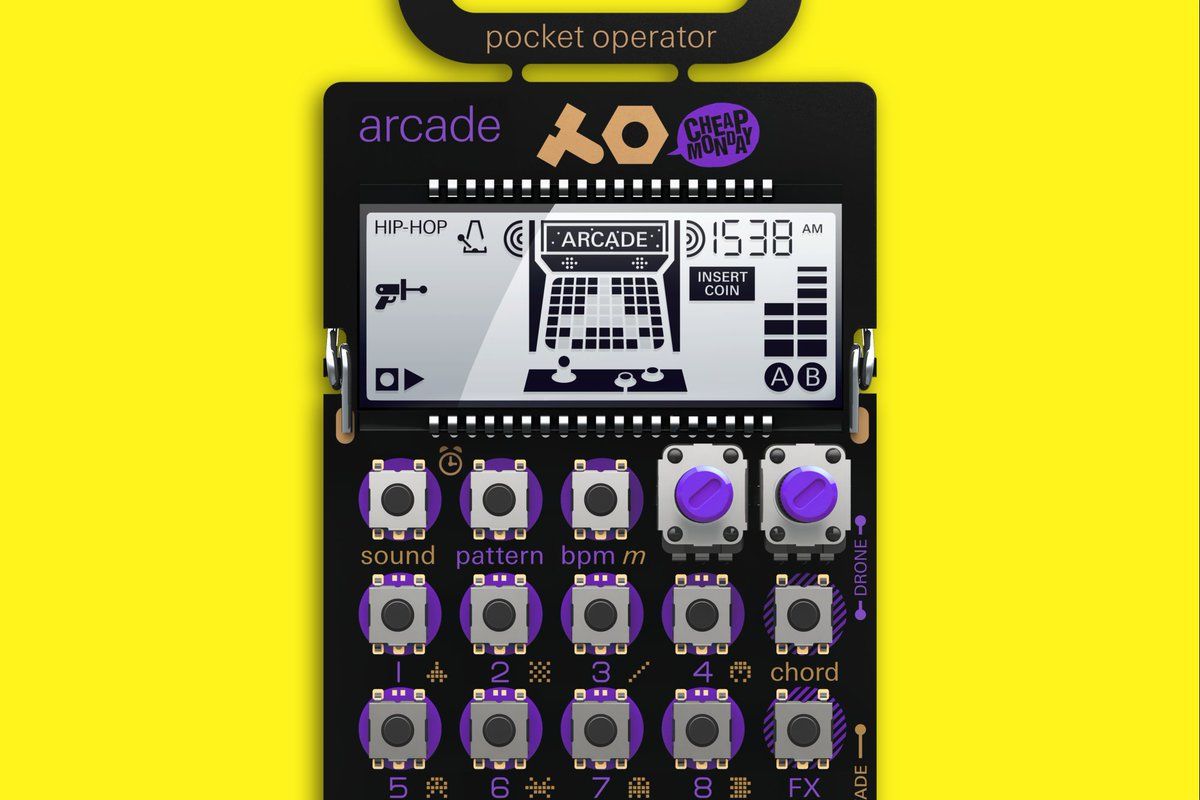 pocket operator
arcade
CHEAP
MONDAY
HIP-HOP
ARCADE
1538 AM
INSERT
COIN
A B
sound pattern bpm m
DRONE
1 2 3 4 chord
5 6 7 8 FX
ADE